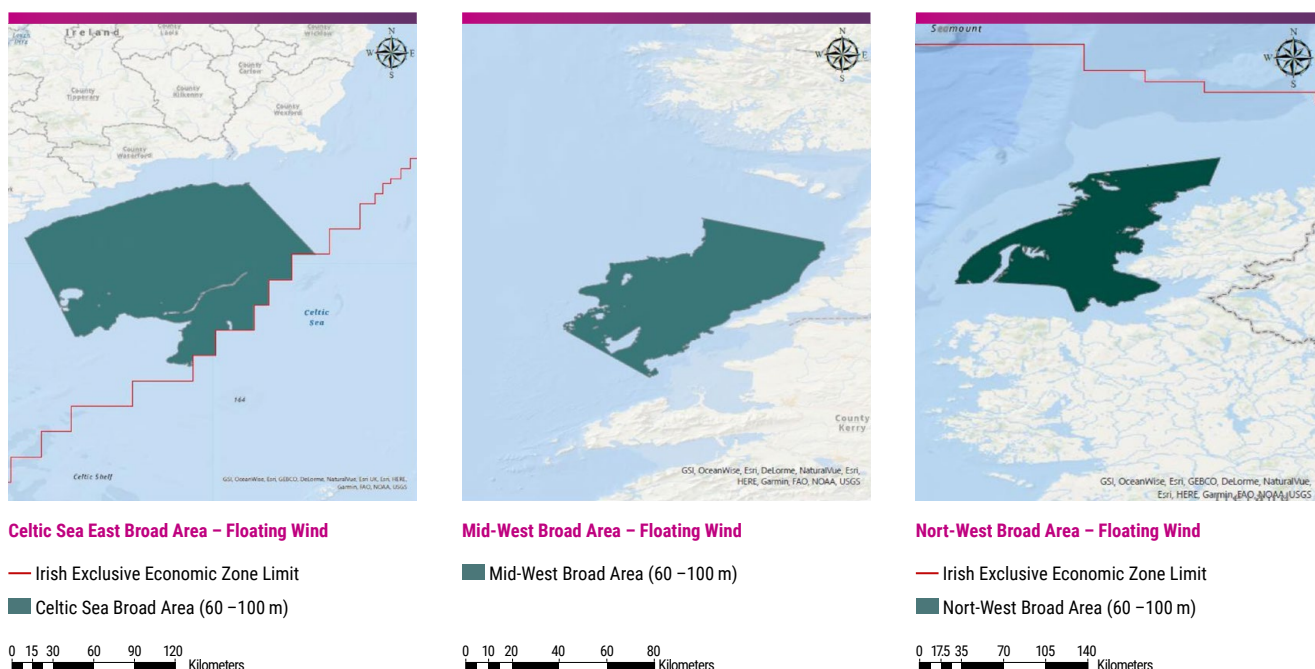 Ireland
County
Carlow
County
Tipperary
County
Kilkenny
County
Wexford
County
Waterford
Celtic
Sea
164
Celtic Shelf
N
W E
S
GSI, OceanWise, Esri, GEBCO, DeLorme, NaturalVue, Esri UK, Esri, HERE,
Garmin, FAO, NOAA, USGS
N
W E
S
County
Kerry
GSI, OceanWise, Esri, DeLorme, NaturalVue, Esri,
HERE, Garmin, FAO, NOAA, USGS
Seamount
N
W E
S
GSI, OceanWise, Esri, GEBCO, DeLorme, NaturalVue,
Esri, HERE, Garmin, FAO, NOAA, USGS
Celtic Sea East Broad Area – Floating Wind
Irish Exclusive Economic Zone Limit
Celtic Sea Broad Area (60 –100 m)
0 15 30 60 90 120
Kilometers
Mid-West Broad Area – Floating Wind
Mid-West Broad Area (60 –100 m)
0 10 20 40 60 80
Kilometers
Nort-West Broad Area – Floating Wind
Irish Exclusive Economic Zone Limit
Nort-West Broad Area (60 –100 m)
0 175 35 70 105 140
Kilometers